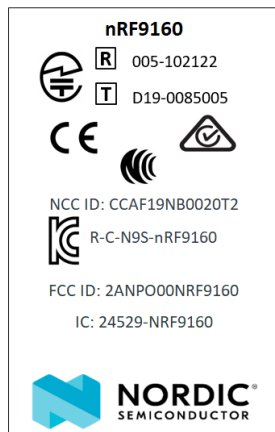 nRF9160
R 005-102122
T D19-0085005
CE
NCC ID: CCAF19NB0020T2
R-C-N9S-nRF9160
FCC ID: 2ANPO00NRF9160
IC: 24529-NRF9160
NORDIC®
SEMICONDUCTOR